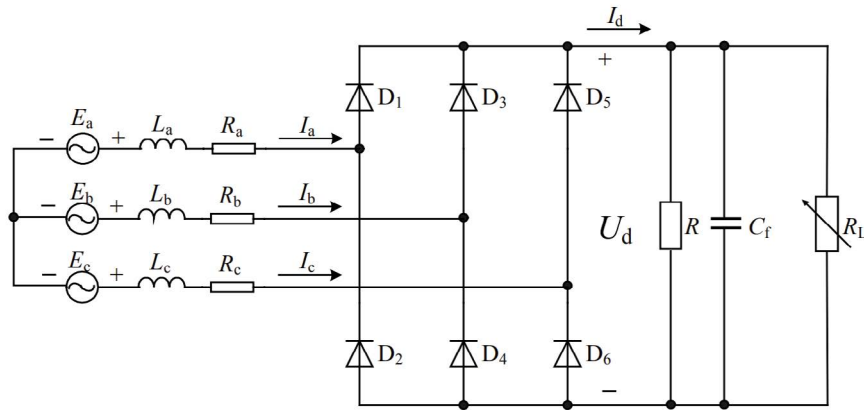 I_d
+
D_1 D_3 D_5
E_a L_a R_a I_a
− +
E_b L_b R_b I_b
− +
U_d R C_f R_L
E_c L_c R_c I_c
− +
D_2 D_4 D_6
−